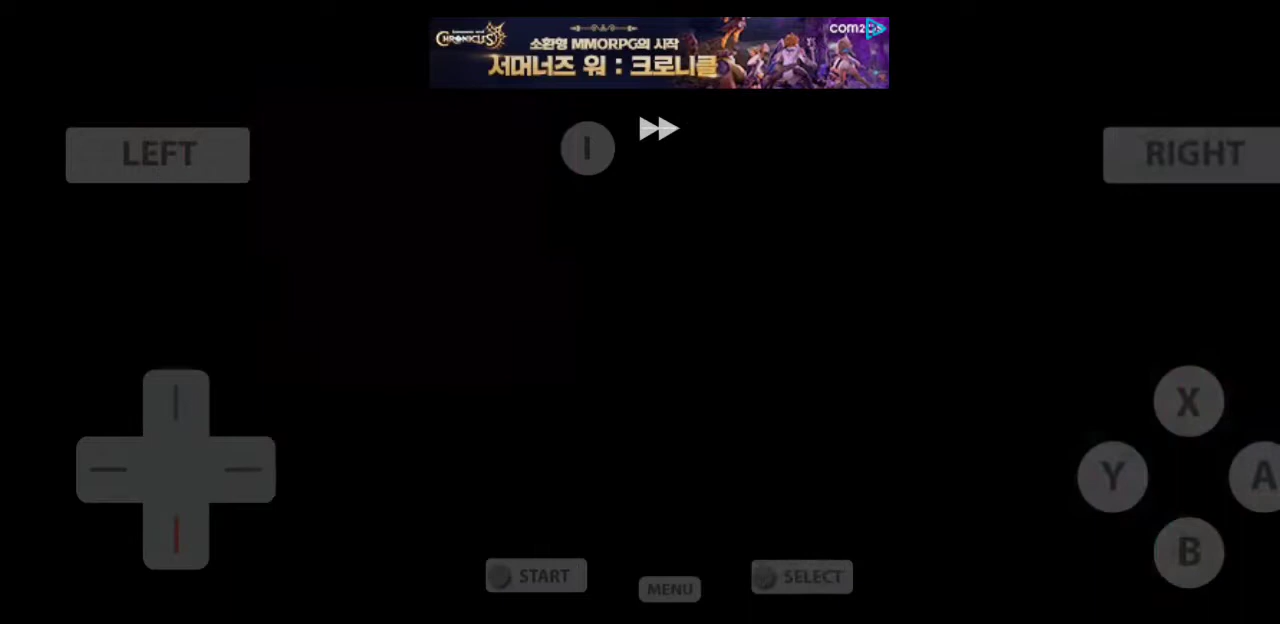 CHRONICLES
소환형 MMORPG의 시작
서머너즈 워 : 크로니클
com2uS
LEFT
I
RIGHT
X
Y
A
B
START
SELECT
MENU